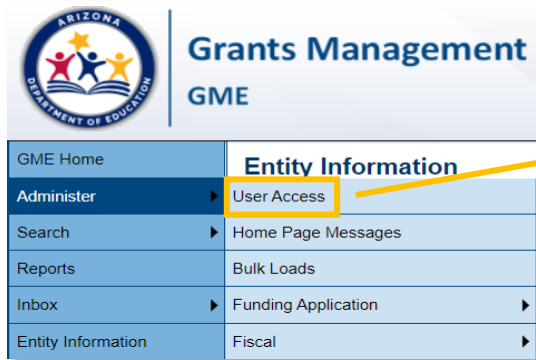 ARIZONA
DEPARTMENT OF EDUCATION
Grants Management
GME
GME Home
Entity Information
Administer
User Access
Search
Home Page Messages
Reports
Bulk Loads
Inbox
Funding Application
Entity Information
Fiscal